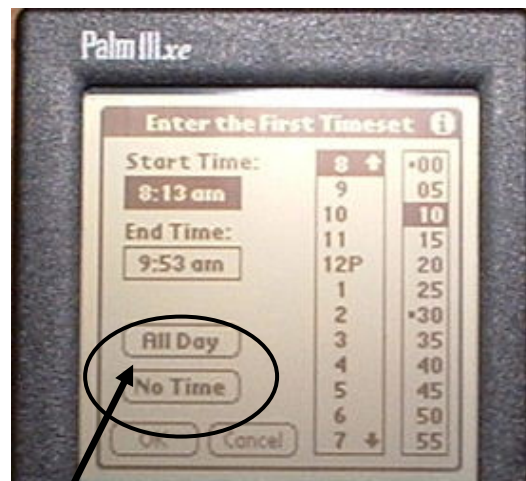 Palm IIIxe
Enter the First Timeset i
Start Time:
8:13 am
End Time:
9:53 am
All Day
No Time
OK Cancel
8
9
10
11
12P
1
2
3
4
5
6
7
•00
05
10
15
20
25
•30
35
40
45
50
55